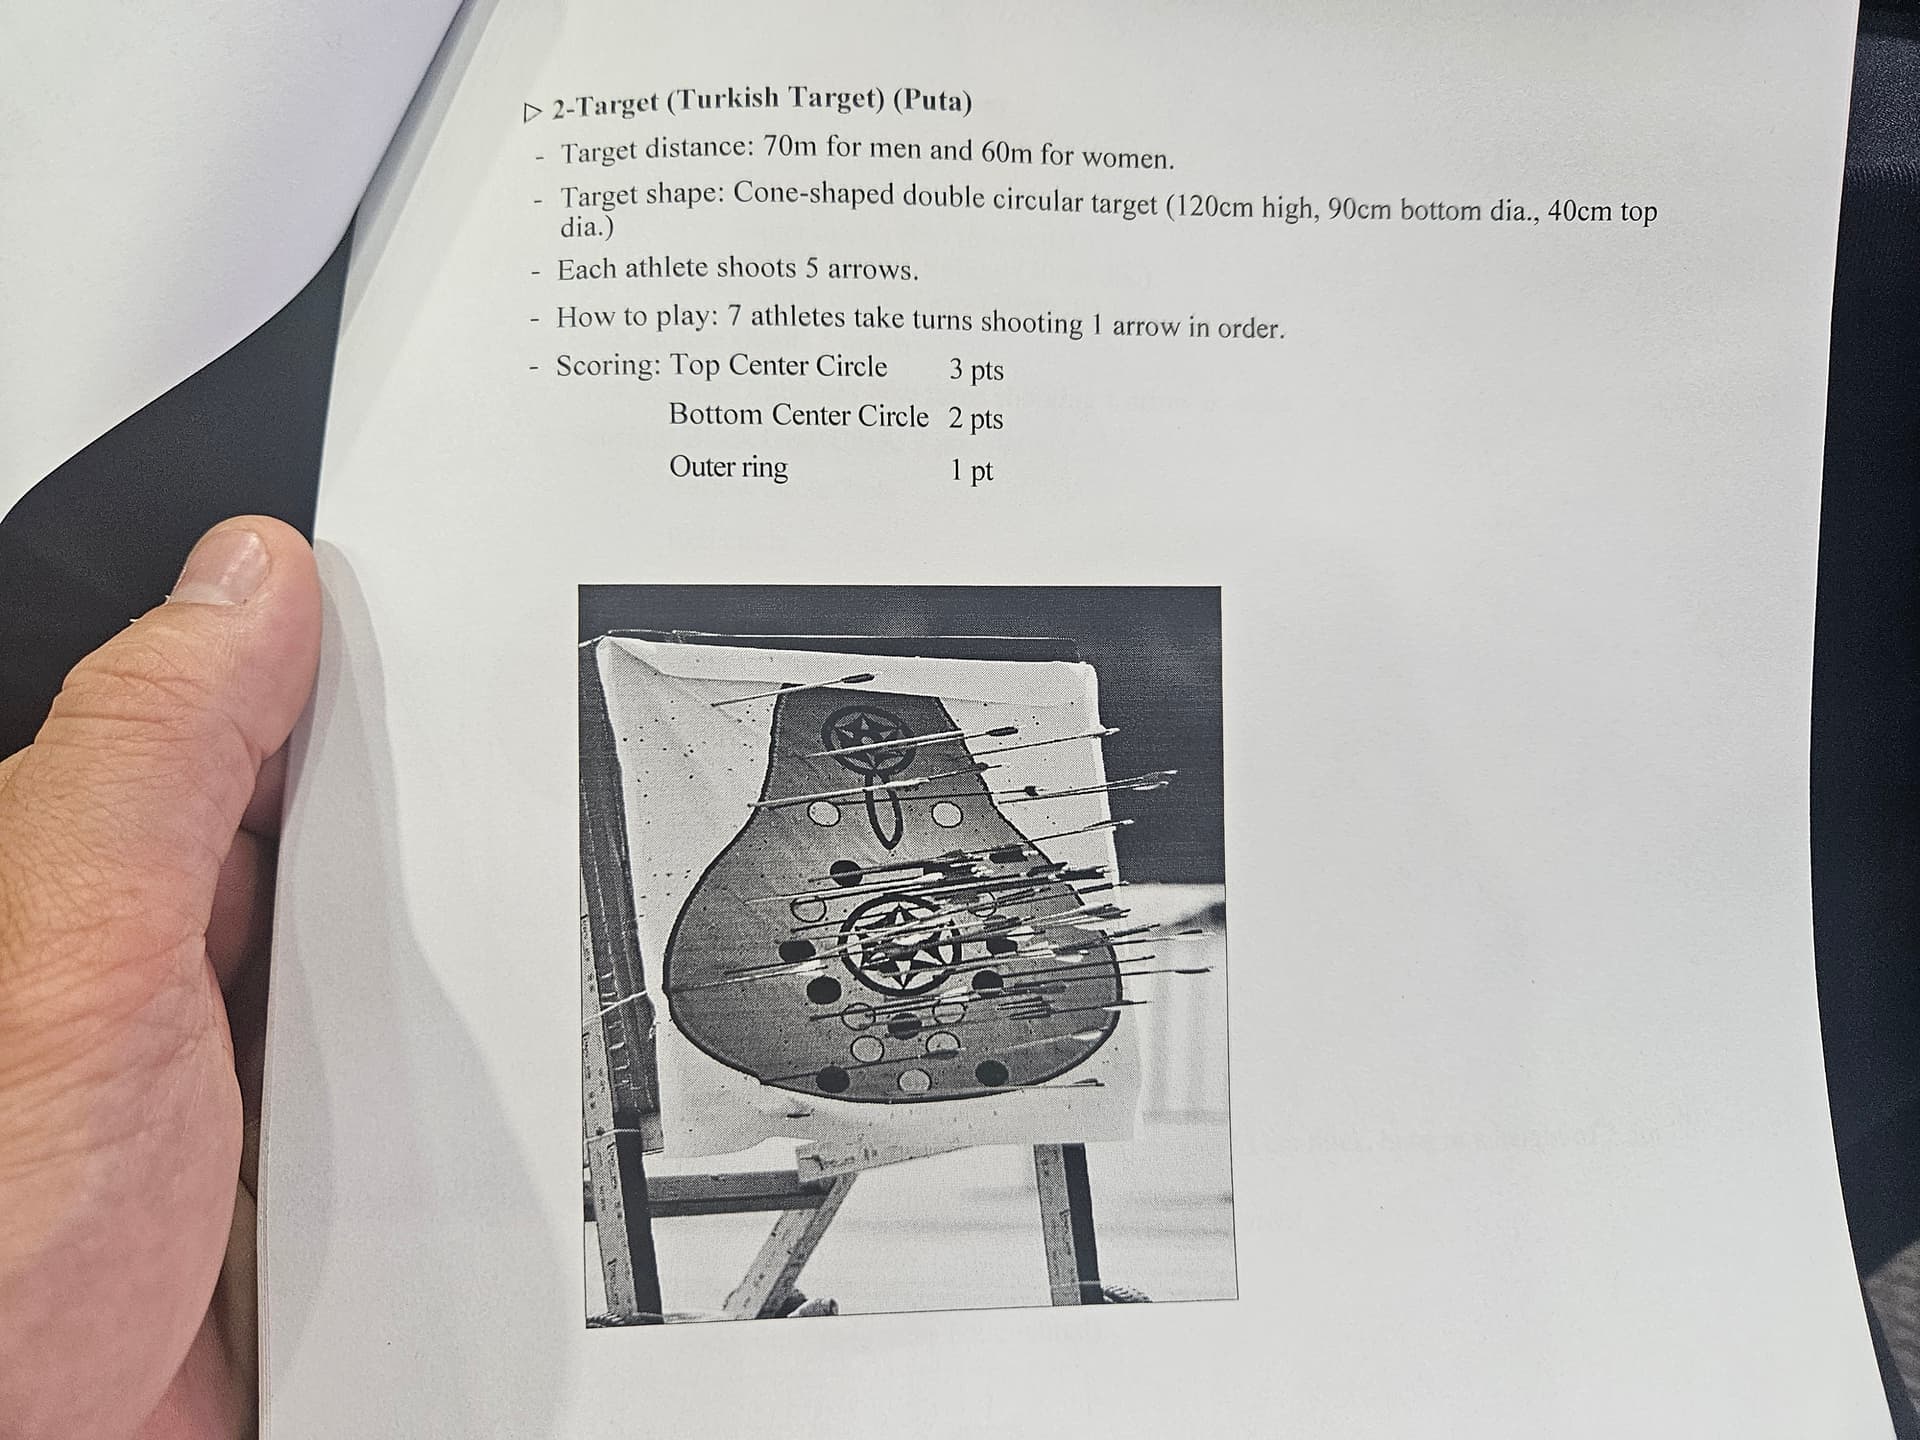 ▷ 2-Target (Turkish Target) (Puta)
- Target distance: 70m for men and 60m for women.
- Target shape: Cone-shaped double circular target (120cm high, 90cm bottom dia., 40cm top
dia.)
- Each athlete shoots 5 arrows.
- How to play: 7 athletes take turns shooting 1 arrow in order.
- Scoring: Top Center Circle 3 pts
Bottom Center Circle 2 pts
Outer ring 1 pt